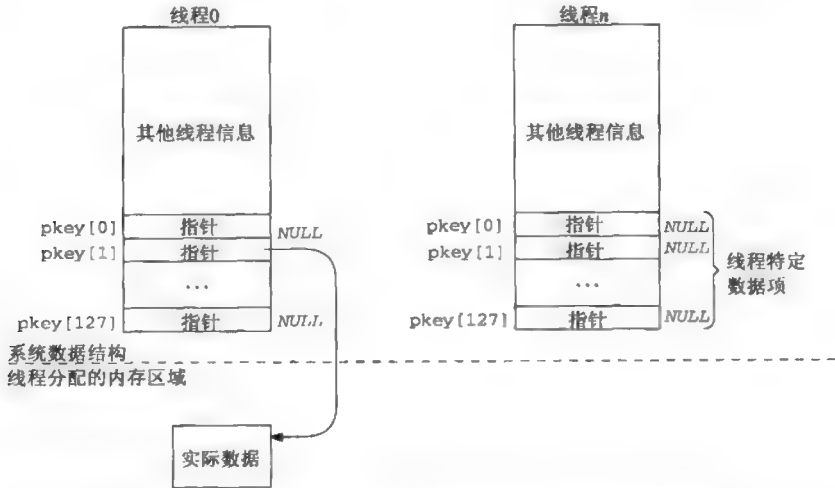 线程0
其他线程信息
pkey[0]
指针
NULL
pkey[1]
指针
...
pkey[127]
指针
NULL
线程n
其他线程信息
pkey[0]
指针
NULL
pkey[1]
指针
NULL
...
pkey[127]
指针
NULL
线程特定
数据项
系统数据结构
线程分配的内存区域
实际数据